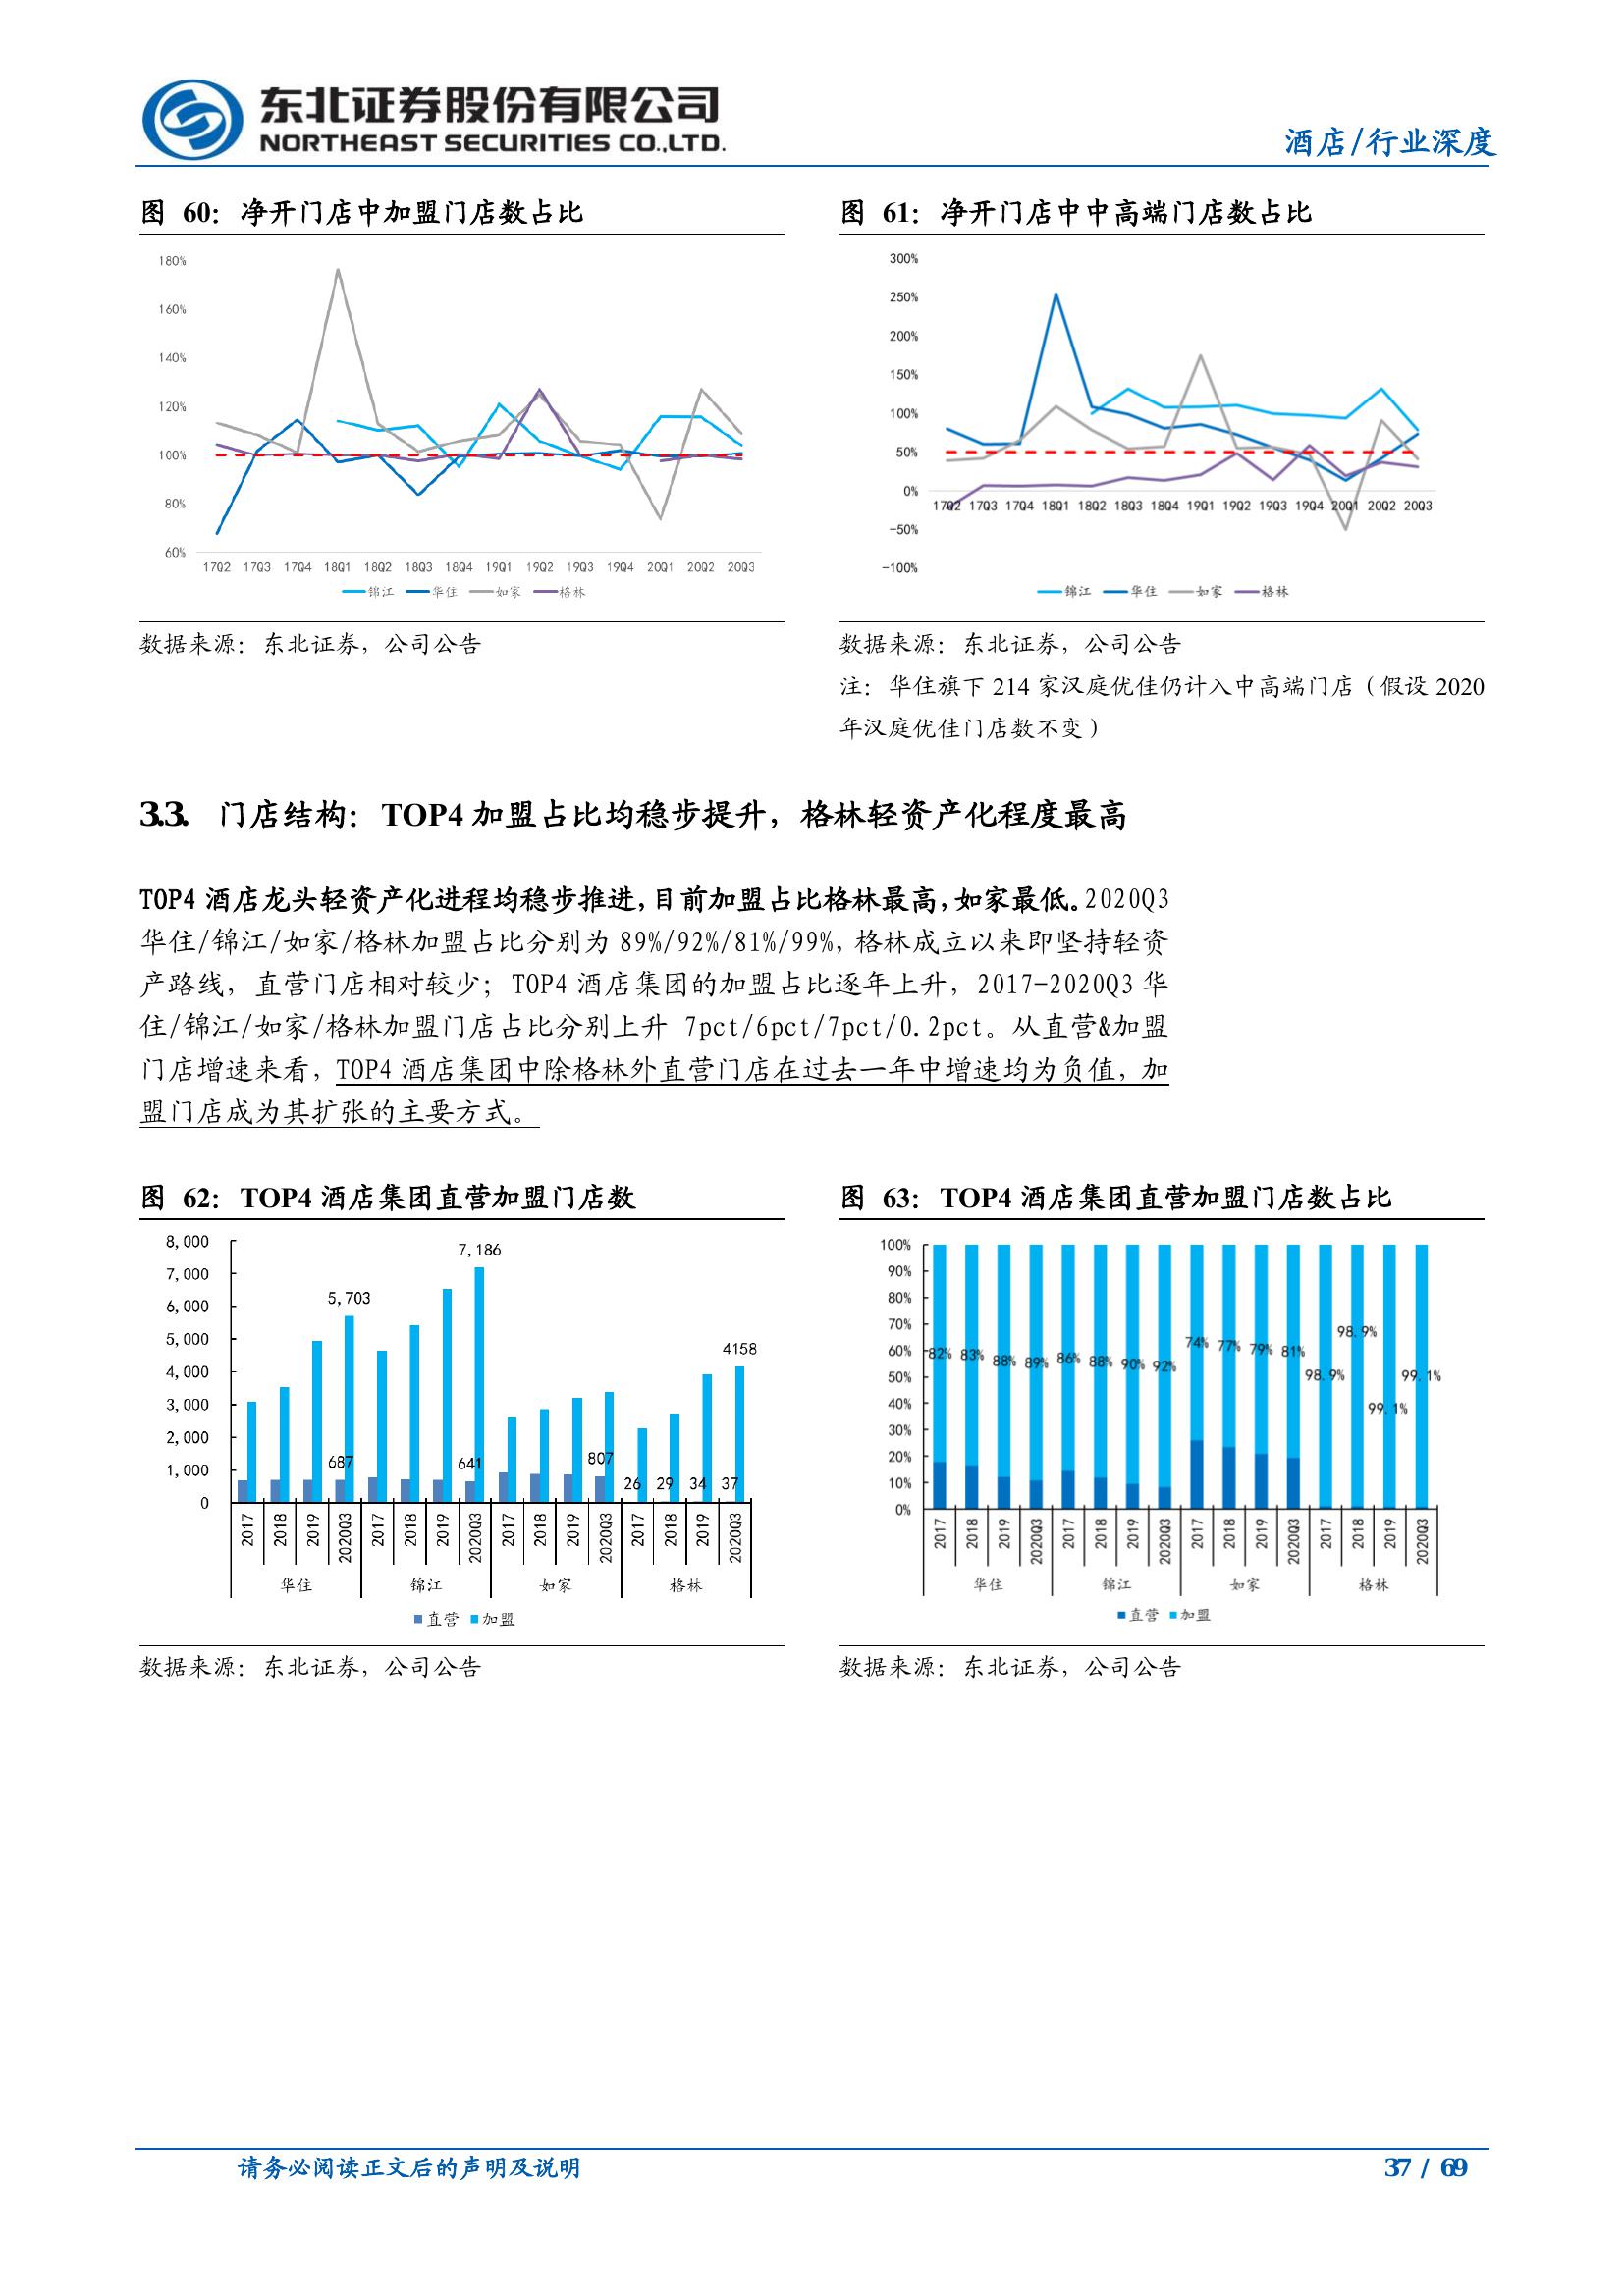 东北证券股份有限公司
NORTHEAST SECURITIES CO.,LTD.
酒店/行业深度
图 60：净开门店中加盟门店数占比
180%
160%
140%
120%
100%
80%
60%
17Q2 17Q3 17Q4 18Q1 18Q2 18Q3 18Q4 19Q1 19Q2 19Q3 19Q4 20Q1 20Q2 20Q3
锦江 华住 如家 格林
数据来源：东北证券，公司公告
图 61：净开门店中中高端门店数占比
300%
250%
200%
150%
100%
50%
0%
-50%
-100%
17Q2 17Q3 17Q4 18Q1 18Q2 18Q3 18Q4 19Q1 19Q2 19Q3 19Q4 20Q1 20Q2 20Q3
锦江 华住 如家 格林
数据来源：东北证券，公司公告
注：华住旗下 214 家汉庭优佳仍计入中高端门店（假设 2020
年汉庭优佳门店数不变）
3.3. 门店结构：TOP4 加盟占比均稳步提升，格林轻资产化程度最高
TOP4 酒店龙头轻资产化进程均稳步推进，目前加盟占比格林最高，如家最低。2020Q3
华住/锦江/如家/格林加盟占比分别为 89%/92%/81%/99%，格林成立以来即坚持轻资
产路线，直营门店相对较少；TOP4 酒店集团的加盟占比逐年上升，2017-2020Q3 华
住/锦江/如家/格林加盟门店占比分别上升 7pct/6pct/7pct/0.2pct。从直营&加盟
门店增速来看，TOP4 酒店集团中除格林外直营门店在过去一年中增速均为负值，加
盟门店成为其扩张的主要方式。
图 62：TOP4 酒店集团直营加盟门店数
8,000
7,000
6,000
5,000
4,000
3,000
2,000
1,000
0
5,703
687
7,186
641
807
26 29 34 37
4158
2017 2018 2019 2020Q3 2017 2018 2019 2020Q3 2017 2018 2019 2020Q3 2017 2018 2019 2020Q3
华住 锦江 如家 格林
直营 加盟
数据来源：东北证券，公司公告
图 63：TOP4 酒店集团直营加盟门店数占比
100%
90%
80%
70%
60%
50%
40%
30%
20%
10%
0%
82% 83% 88% 89% 86% 88% 90% 92% 74% 77% 79% 81% 98.9% 98.9% 99.1% 99.1%
2017 2018 2019 2020Q3 2017 2018 2019 2020Q3 2017 2018 2019 2020Q3 2017 2018 2019 2020Q3
华住 锦江 如家 格林
直营 加盟
数据来源：东北证券，公司公告
请务必阅读正文后的声明及说明
37 / 69